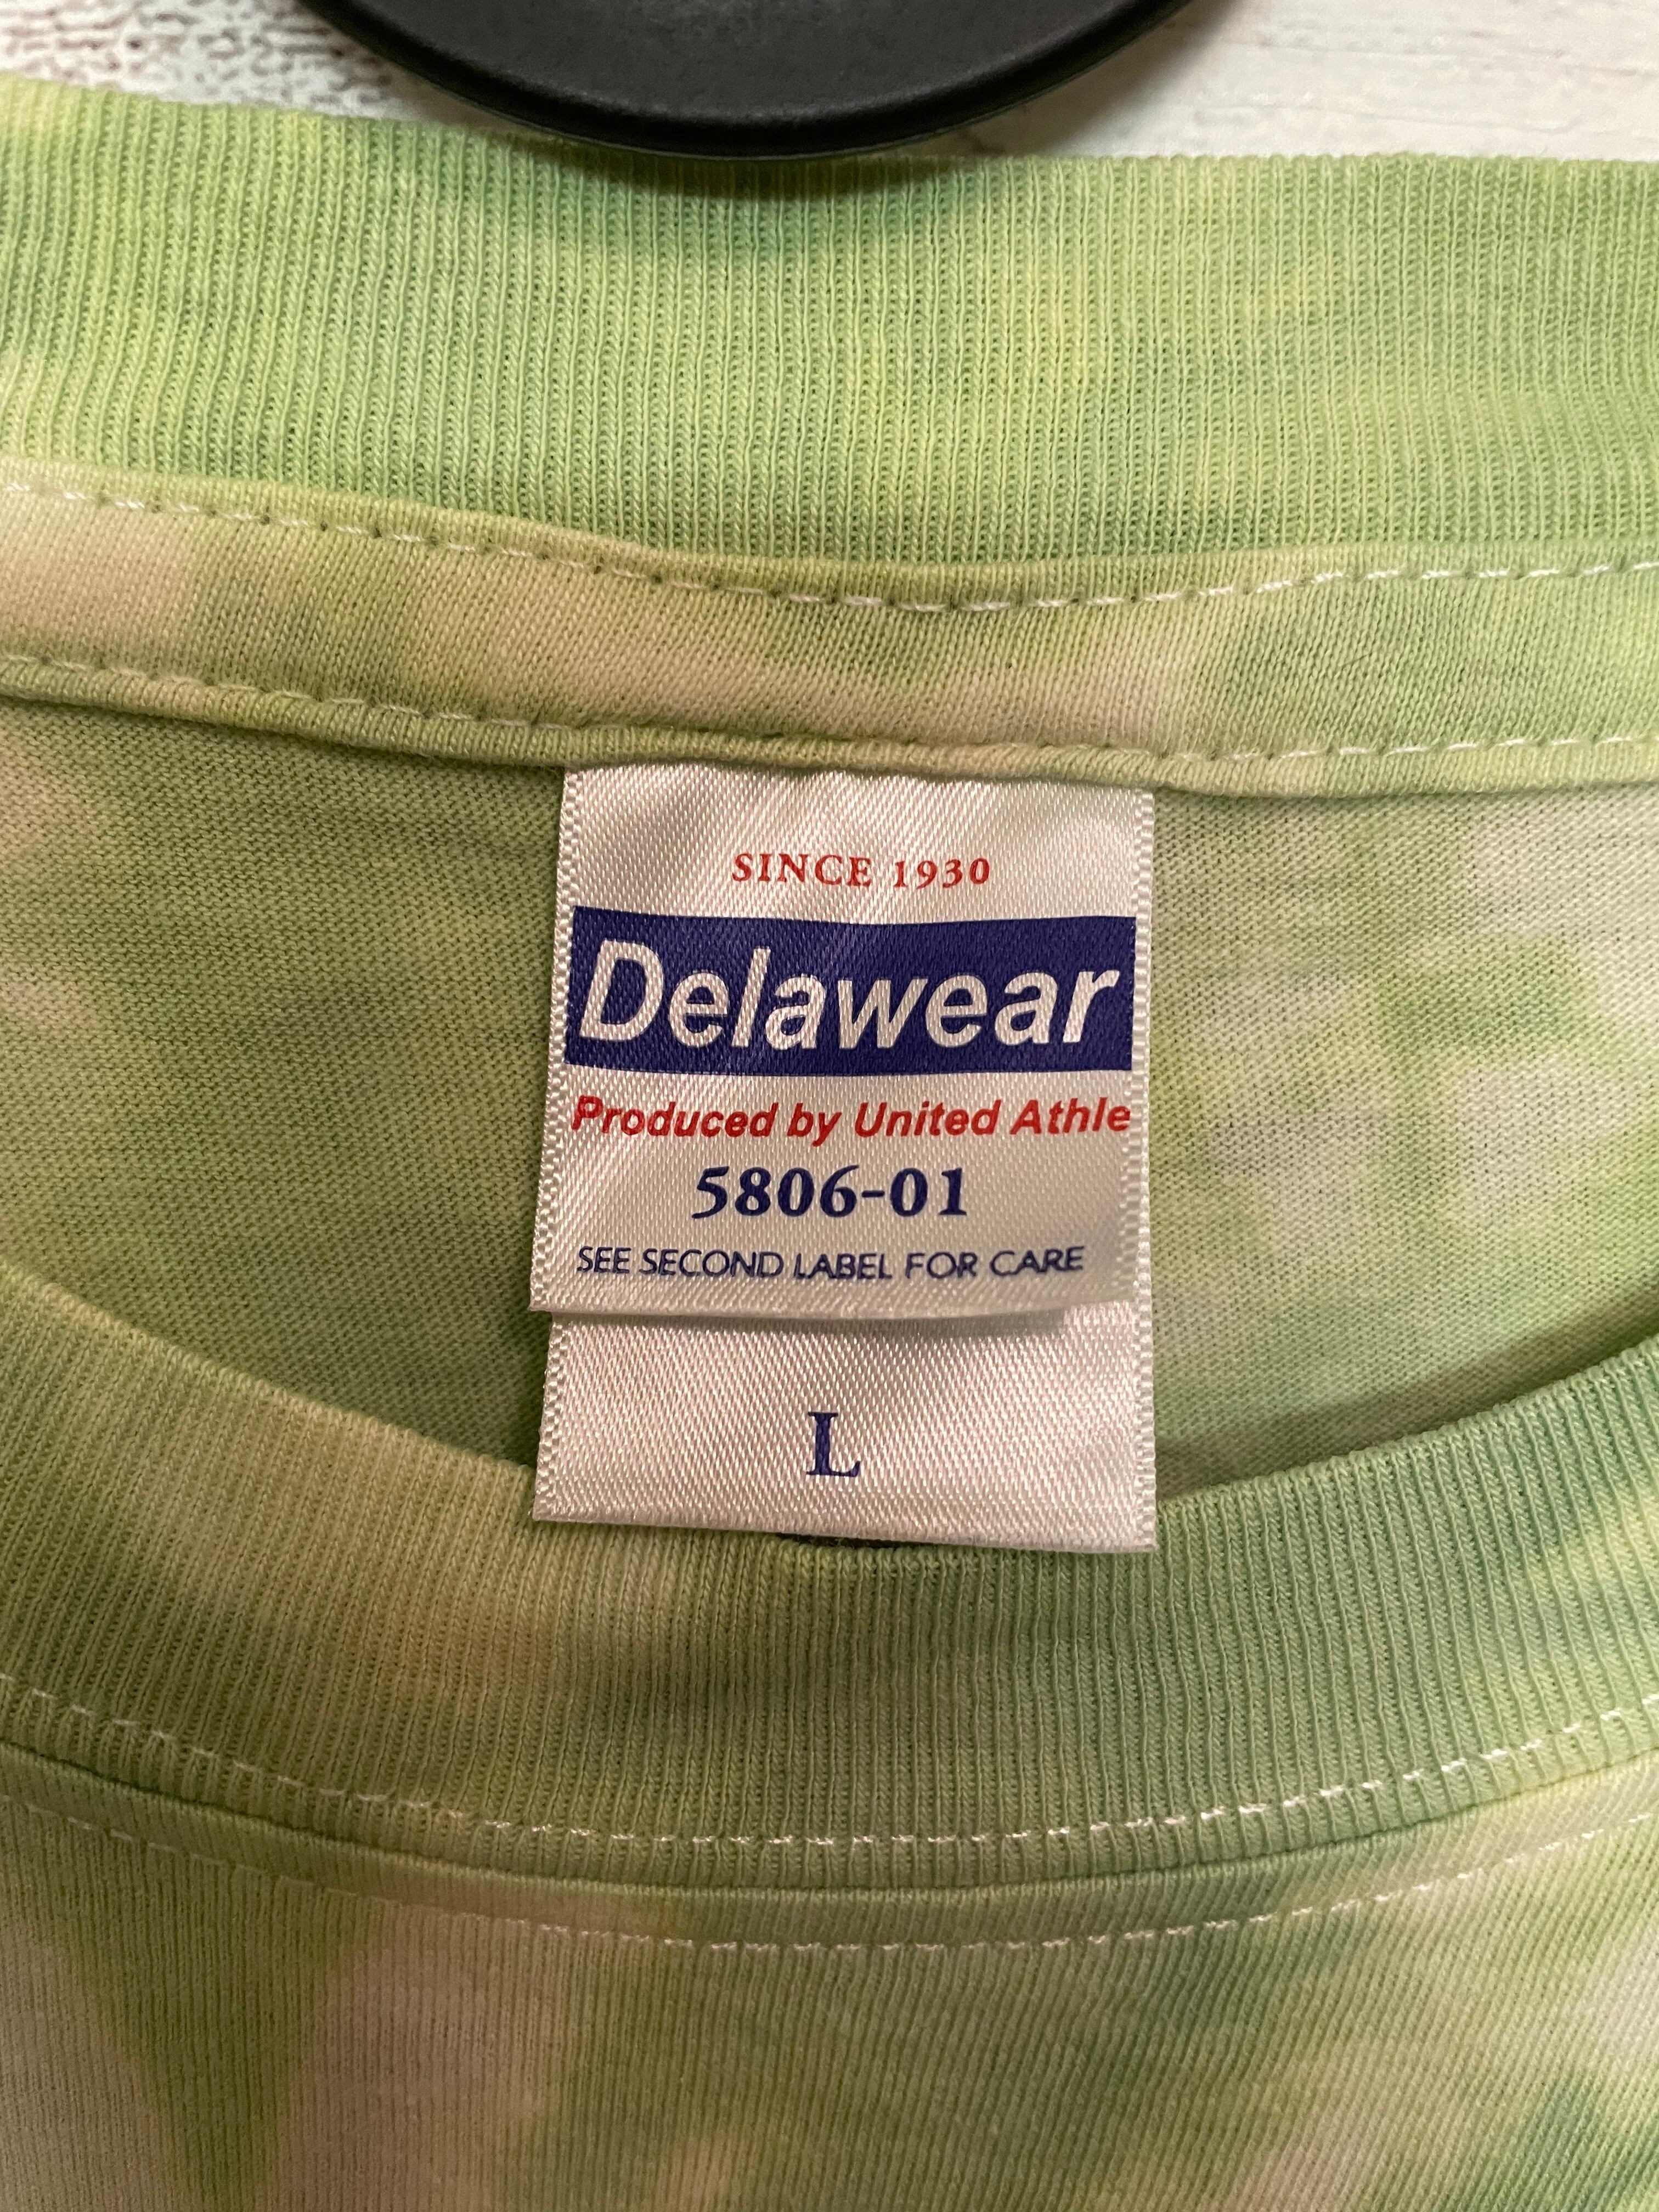 SINCE 1930
Delawear
Produced by United Athle
5806-01
SEE SECOND LABEL FOR CARE
L